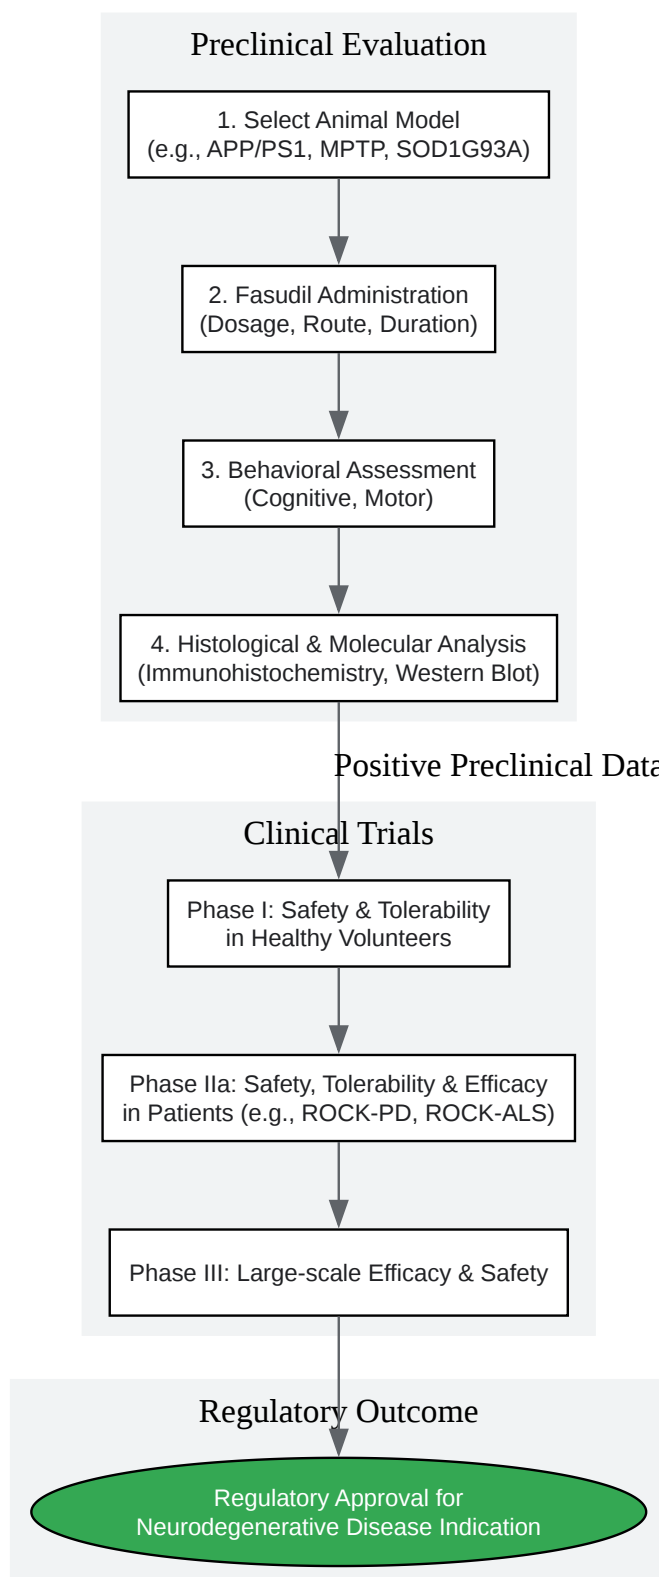 Preclinical Evaluation
1. Select Animal Model
(e.g., APP/PS1, MPTP, SOD1G93A)
2. Fasudil Administration
(Dosage, Route, Duration)
3. Behavioral Assessment
(Cognitive, Motor)
4. Histological & Molecular Analysis
(Immunohistochemistry, Western Blot)
Positive Preclinical Data
Clinical Trials
Phase I: Safety & Tolerability
in Healthy Volunteers
Phase IIa: Safety, Tolerability & Efficacy
in Patients (e.g., ROCK-PD, ROCK-ALS)
Phase III: Large-scale Efficacy & Safety
Regulatory Outcome
Regulatory Approval for
Neurodegenerative Disease Indication